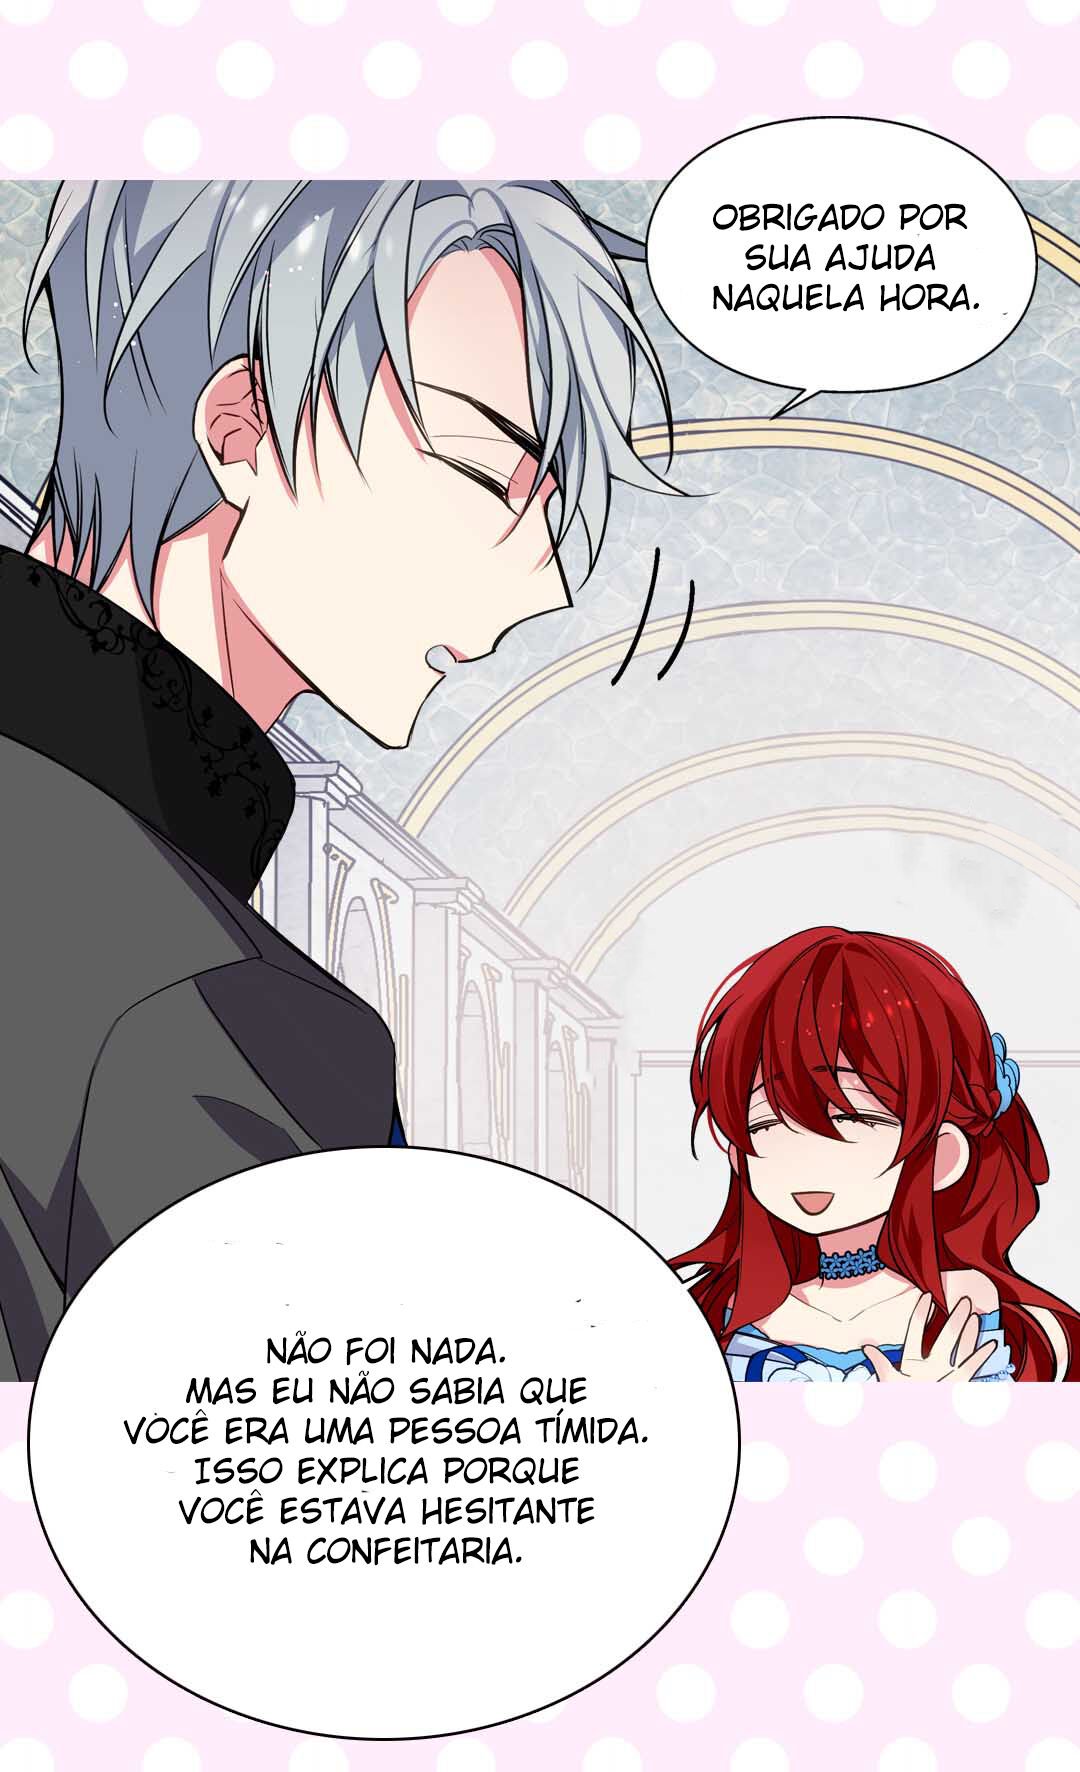 OBRIGADO POR
SUA AJUDA
NAQUELA HORA.
NÃO FOI NADA.
MAS EU NÃO SABIA QUE
VOCÊ ERA UMA PESSOA TÍMIDA.
ISSO EXPLICA PORQUE
VOCÊ ESTAVA HESITANTE
NA CONFEITARIA.